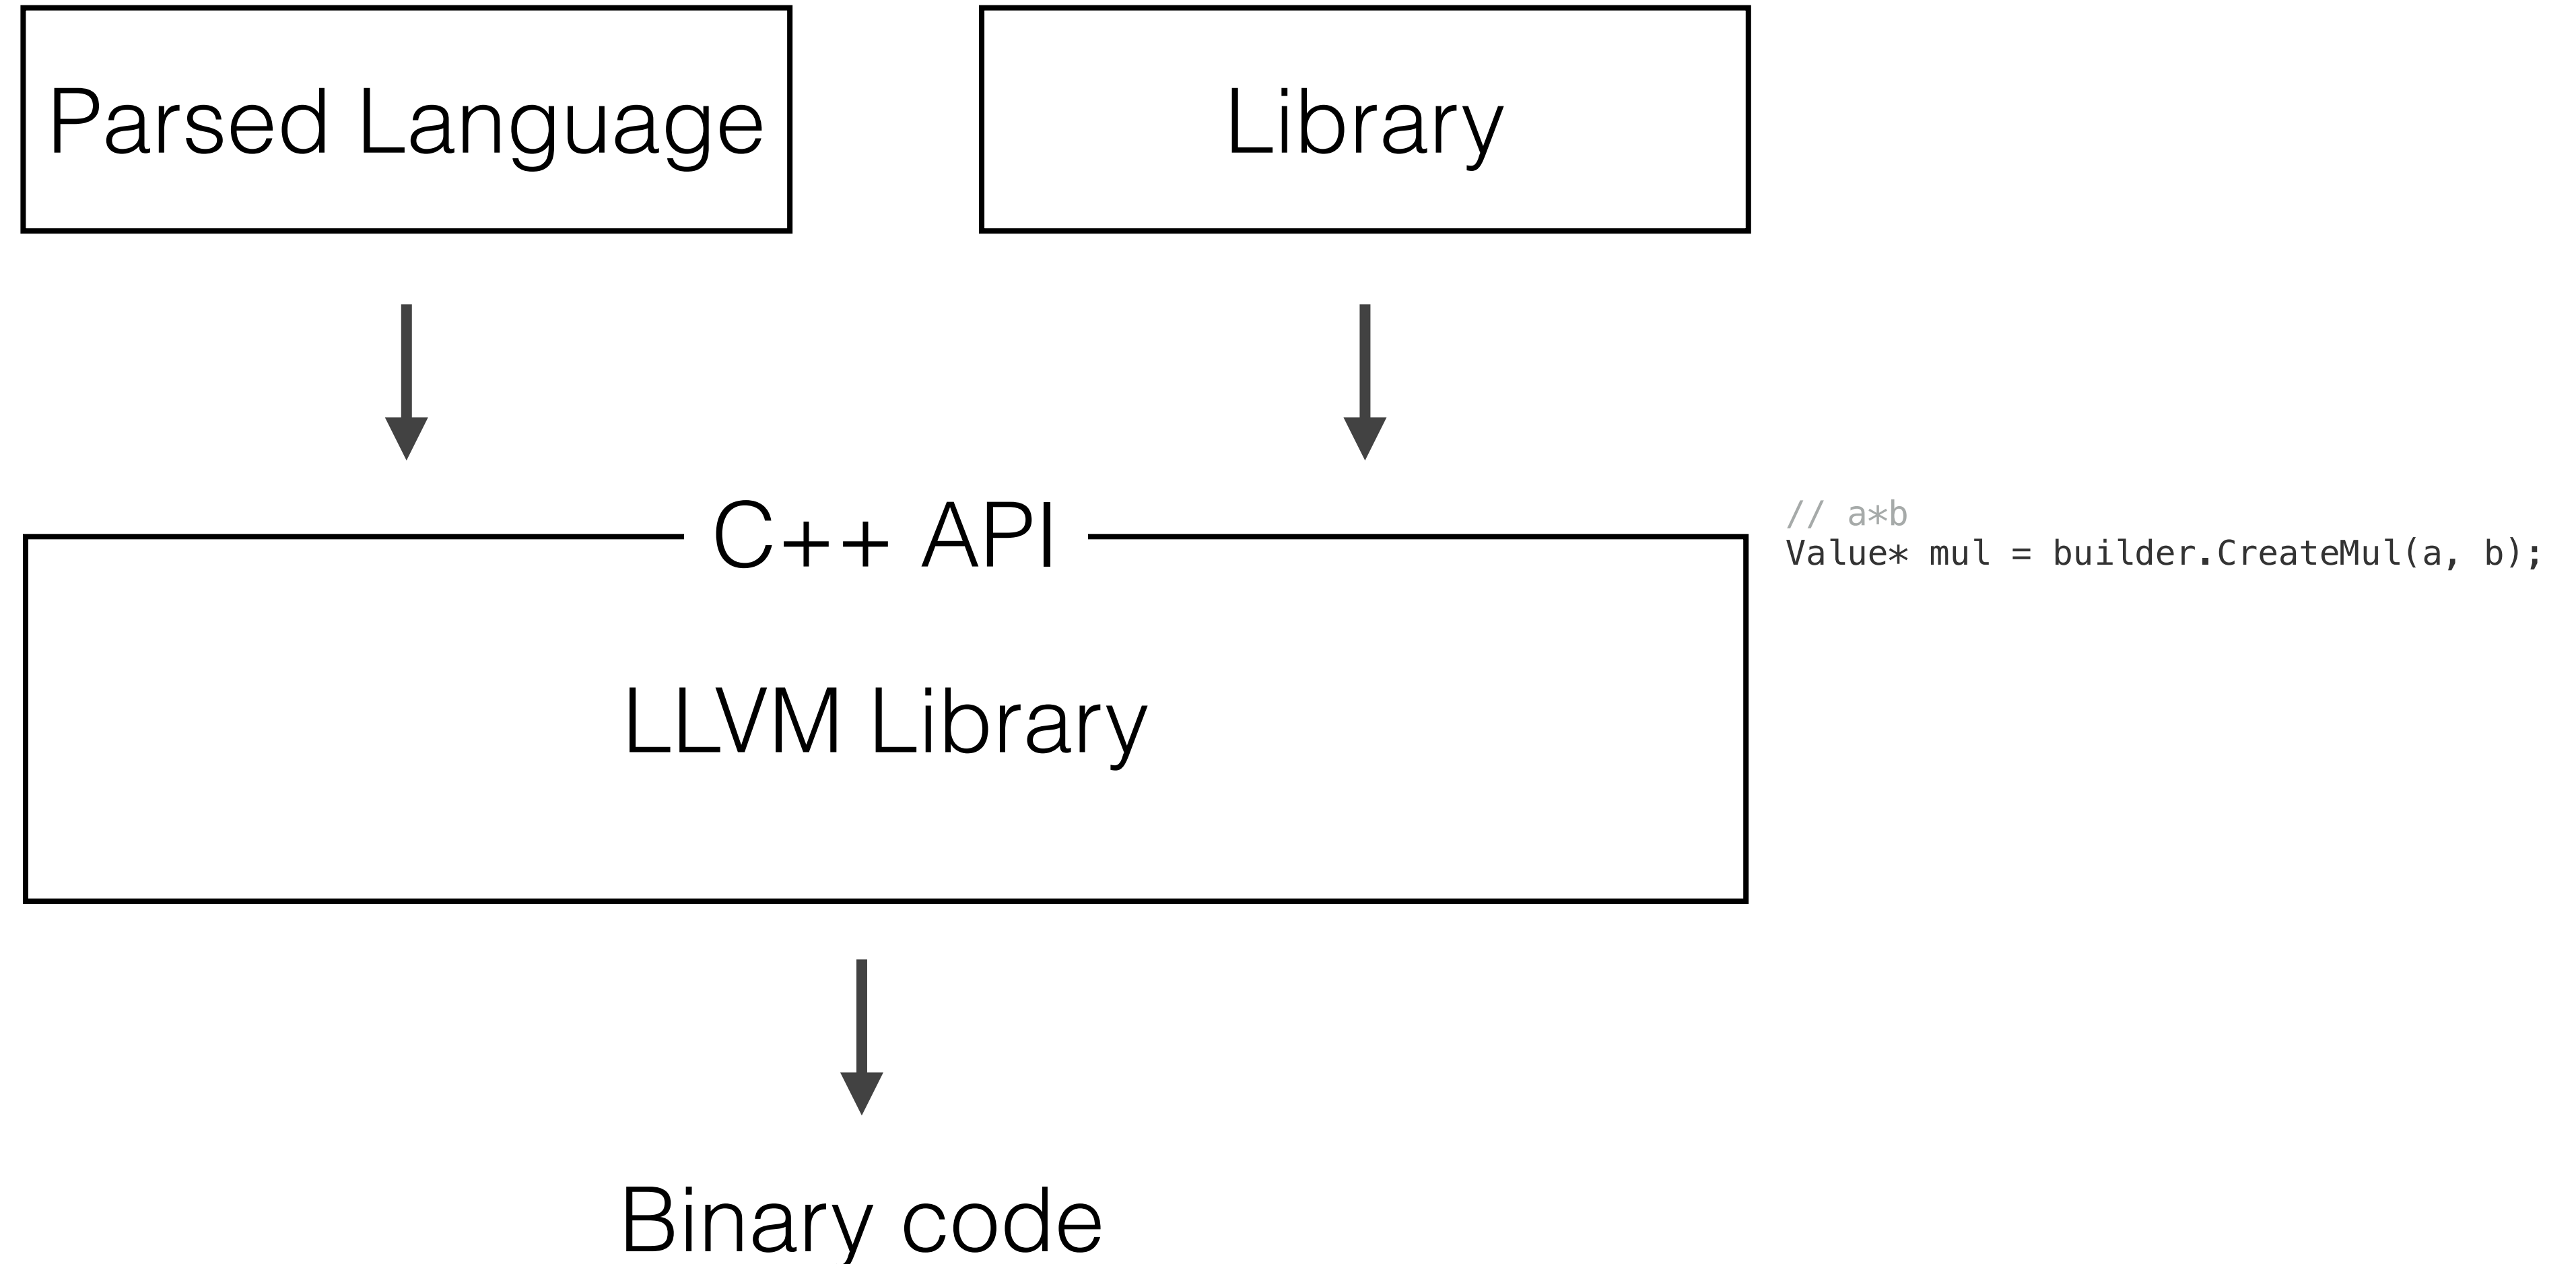 Parsed Language
Library
C++ API
// a*b
Value* mul = builder.CreateMul(a, b);
LLVM Library
Binary code